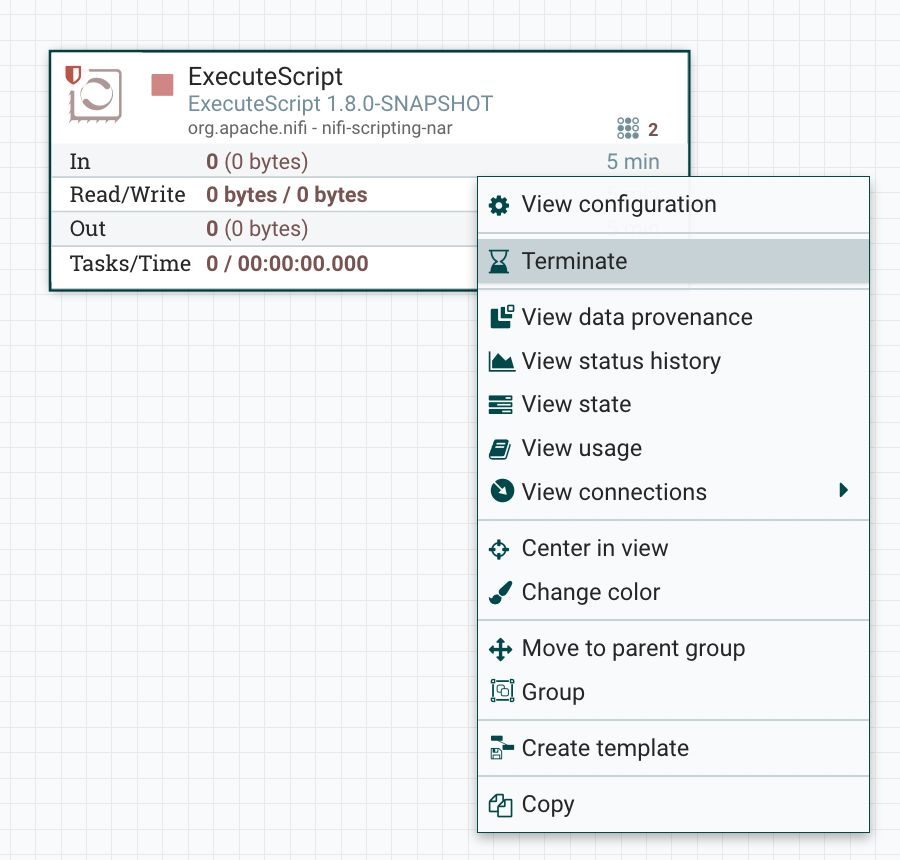 ExecuteScript
ExecuteScript 1.8.0-SNAPSHOT
org.apache.nifi - nifi-scripting-nar
2
In 0 (0 bytes) 5 min
Read/Write 0 bytes / 0 bytes
Out 0 (0 bytes) 5 min
Tasks/Time 0 / 00:00:00.000
View configuration
Terminate
View data provenance
View status history
View state
View usage
View connections
Center in view
Change color
Move to parent group
Group
Create template
Copy